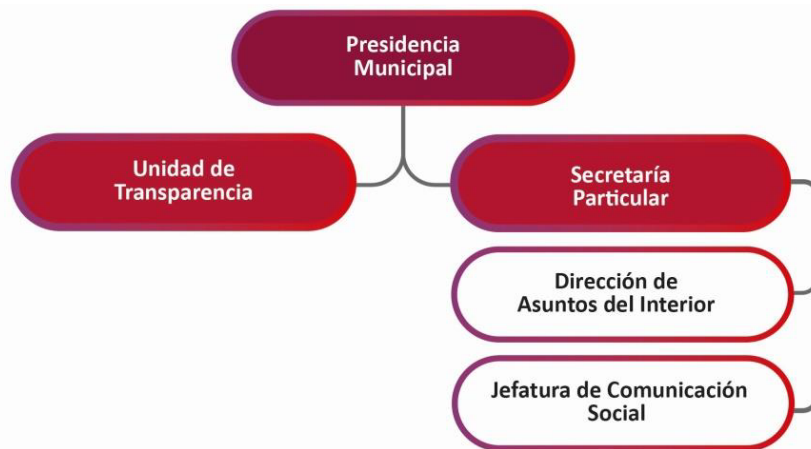 Presidencia
Municipal
Unidad de
Transparencia
Secretaría
Particular
Dirección de
Asuntos del Interior
Jefatura de Comunicación
Social